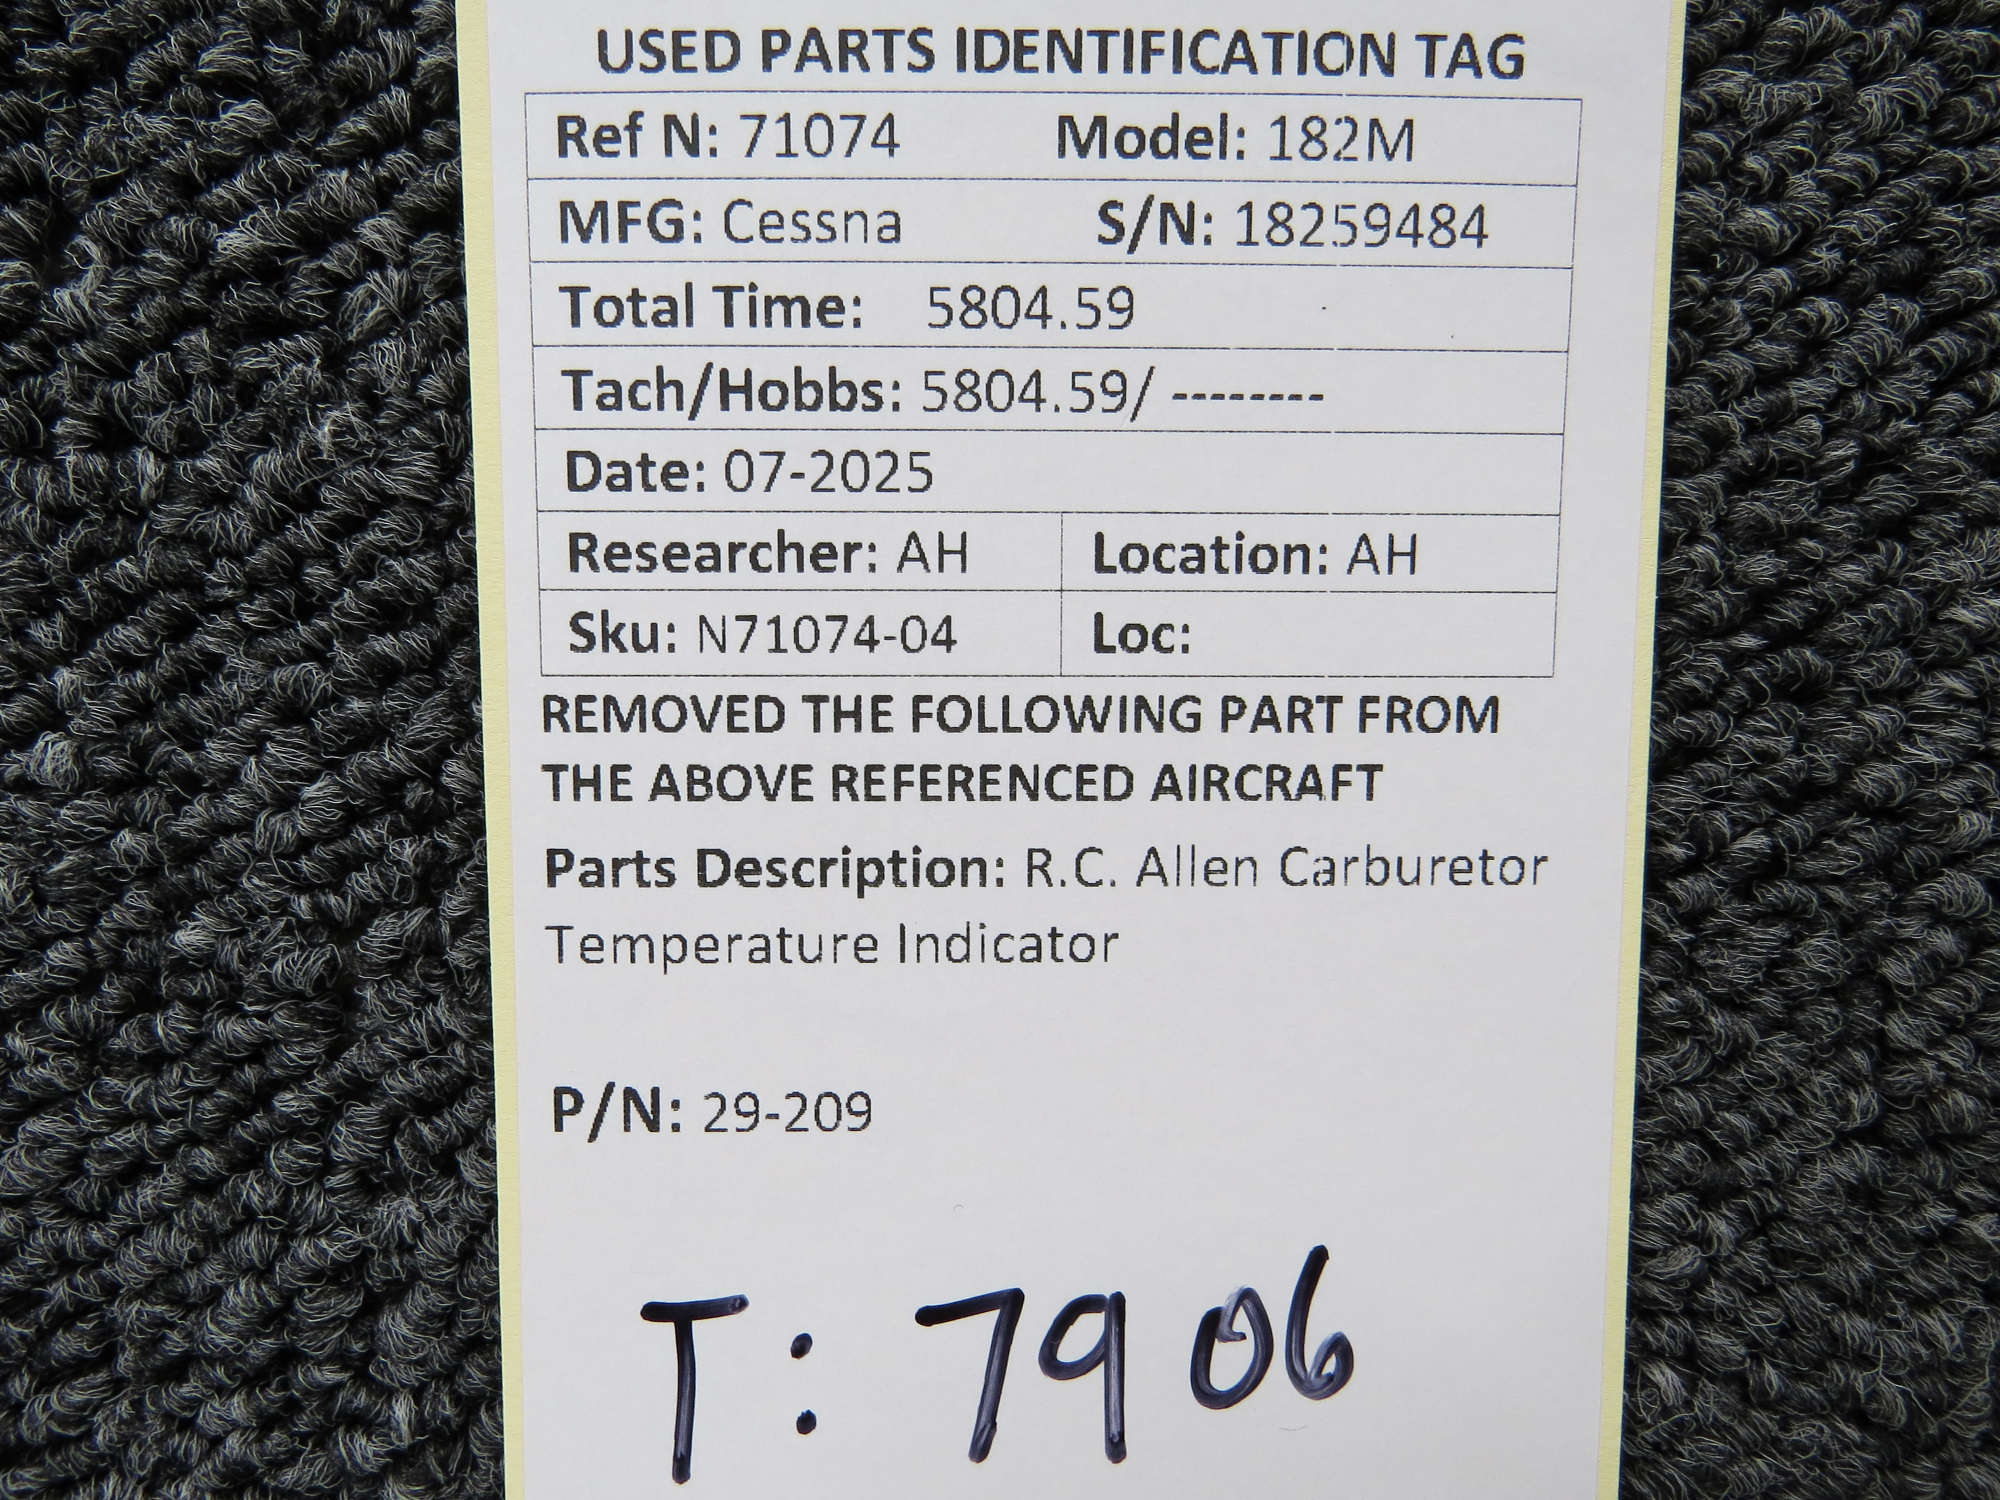 USED PARTS IDENTIFICATION TAG
Ref N: 71074 Model: 182M
MFG: Cessna S/N: 18259484
Total Time: 5804.59
Tach/Hobbs: 5804.59/ --------
Date: 07-2025
Researcher: AH Location: AH
Sku: N71074-04 Loc:
REMOVED THE FOLLOWING PART FROM
THE ABOVE REFERENCED AIRCRAFT
Parts Description: R.C. Allen Carburetor
Temperature Indicator
P/N: 29-209
T: 7906